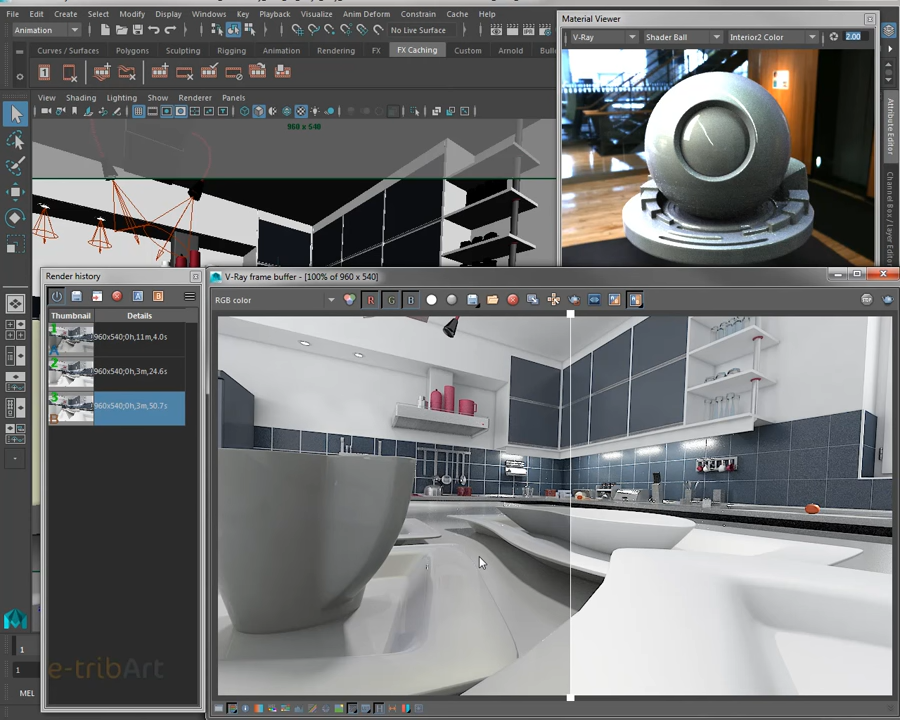 File Edit Create Select Modify Display Windows Key Playback Visualize Anim Deform Constrain Cache Help
Animation No Live Surface
Curves / Surfaces Polygons Sculpting Rigging Animation Rendering FX FX Caching Custom Arnold
View Shading Lighting Show Renderer Panels
960 x 540
Material Viewer
V-Ray Shader Ball Interior2 Color 2.00
Attribute Editor
Channel Box / Layer Editor
Render history
A B
Thumbnail Details
960x540;0h,11m,4.0s
960x540;0h,3m,24.6s
960x540;0h,3m,50.7s
V-Ray frame buffer - [100% of 960 x 540]
RGB color R G B
1
1
MEL
e-tribArt